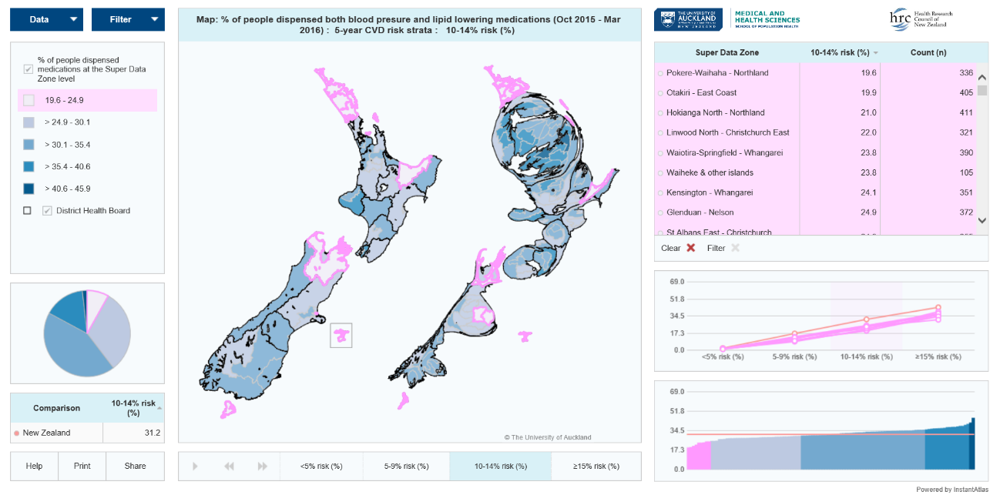 Data
Filter
% of people dispensed
medications at the Super Data
Zone level
19.6 - 24.9
> 24.9 - 30.1
> 30.1 - 35.4
> 35.4 - 40.6
> 40.6 - 45.9
District Health Board
Comparison
10-14% risk
(%)
New Zealand 31.2
Help Print Share
Map: % of people dispensed both blood presure and lipid lowering medications (Oct 2015 - Mar
2016) : 5-year CVD risk strata : 10-14% risk (%)
© The University of Auckland
<5% risk (%) 5-9% risk (%) 10-14% risk (%) ≥15% risk (%)
THE UNIVERSITY OF
AUCKLAND
NEW ZEALAND
MEDICAL AND
HEALTH SCIENCES
SCHOOL OF POPULATION HEALTH
hrc
Health Research
Council of
New Zealand
Super Data Zone 10-14% risk (%) Count (n)
Pokere-Waihaha - Northland 19.6 336
Otakiri - East Coast 19.9 405
Hokianga North - Northland 21.0 411
Linwood North - Christchurch East 22.0 321
Waiotira-Springfield - Whangarei 23.8 390
Waiheke & other islands 23.8 105
Kensington - Whangarei 24.1 351
Glenduan - Nelson 24.9 372
St Albans East - Christchurch
Clear Filter
69.0
51.8
34.5
17.3
0.0
<5% risk (%) 5-9% risk (%) 10-14% risk (%) ≥15% risk (%)
69.0
51.8
34.5
17.3
0.0
Powered by InstantAtlas